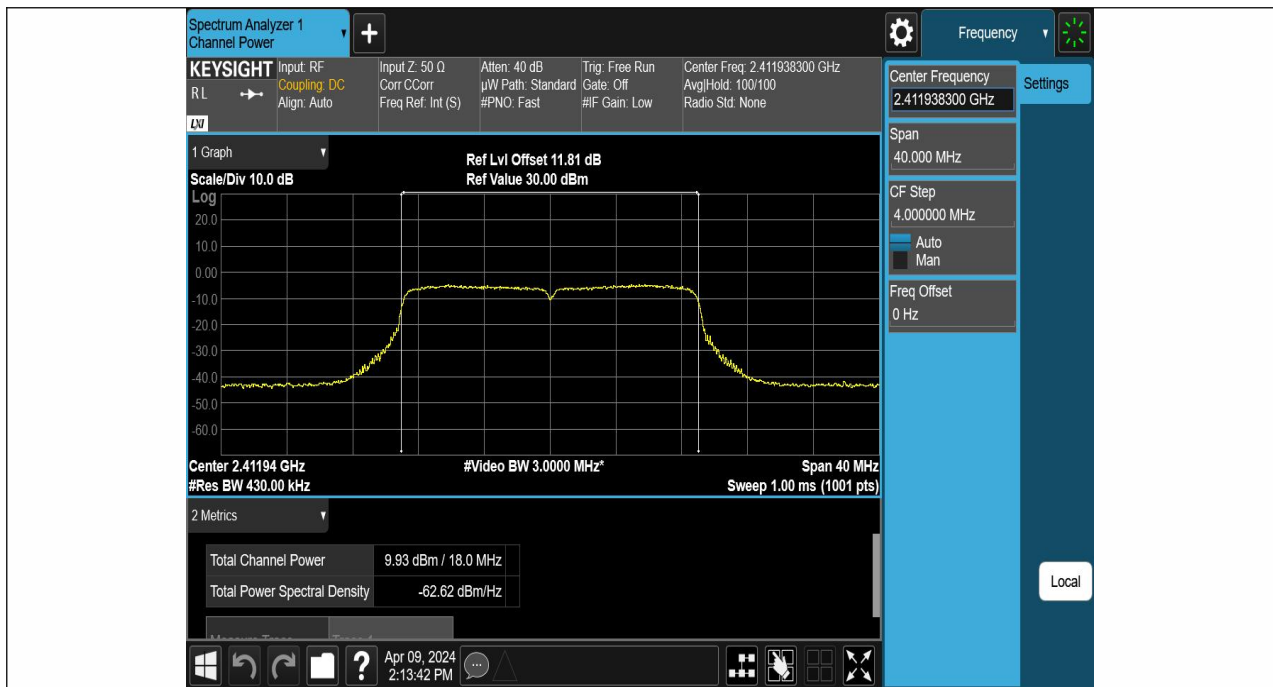 Spectrum Analyzer 1
Channel Power
+
Frequency
KEYSIGHT
R L
LXI
Input: RF
Coupling: DC
Align: Auto
Input Z: 50 Ω
Corr CCorr
Freq Ref: Int (S)
Atten: 40 dB
µW Path: Standard
#PNO: Fast
Trig: Free Run
Gate: Off
#IF Gain: Low
Center Freq: 2.411938300 GHz
Avg|Hold: 100/100
Radio Std: None
Center Frequency
2.411938300 GHz
Settings
Span
40.000 MHz
CF Step
4.000000 MHz
Auto
Man
Freq Offset
0 Hz
1 Graph
Scale/Div 10.0 dB
Ref Lvl Offset 11.81 dB
Ref Value 30.00 dBm
Log
20.0
10.0
0.00
-10.0
-20.0
-30.0
-40.0
-50.0
-60.0
Center 2.41194 GHz
#Res BW 430.00 kHz
#Video BW 3.0000 MHz*
Span 40 MHz
Sweep 1.00 ms (1001 pts)
2 Metrics
Total Channel Power 9.93 dBm / 18.0 MHz
Total Power Spectral Density -62.62 dBm/Hz
Local
?
Apr 09, 2024
2:13:42 PM